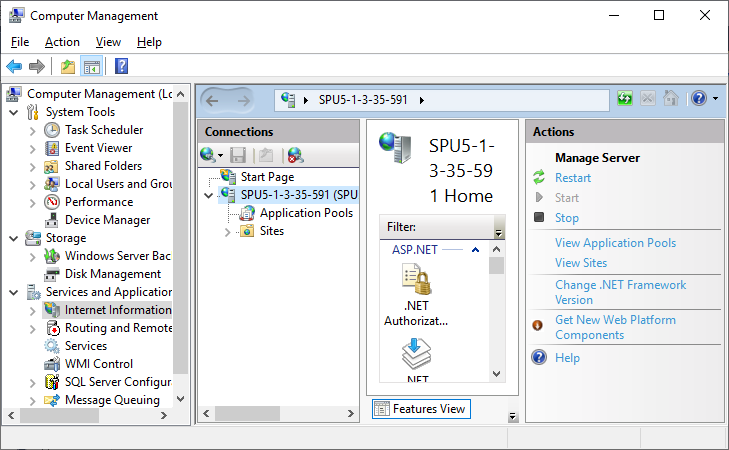 Computer Management
File Action View Help
Computer Management (Lo
System Tools
Task Scheduler
Event Viewer
Shared Folders
Local Users and Grou
Performance
Device Manager
Storage
Windows Server Bac
Disk Management
Services and Application
Internet Information
Routing and Remote
Services
WMI Control
SQL Server Configura
Message Queuing
SPU5-1-3-35-591
Connections
Start Page
SPU5-1-3-35-591 (SPU
Application Pools
Sites
SPU5-1-
3-35-59
1 Home
Filter:
ASP.NET
.NET
Authorizat...
.NET
Features View
Actions
Manage Server
Restart
Start
Stop
View Application Pools
View Sites
Change .NET Framework
Version
Get New Web Platform
Components
Help